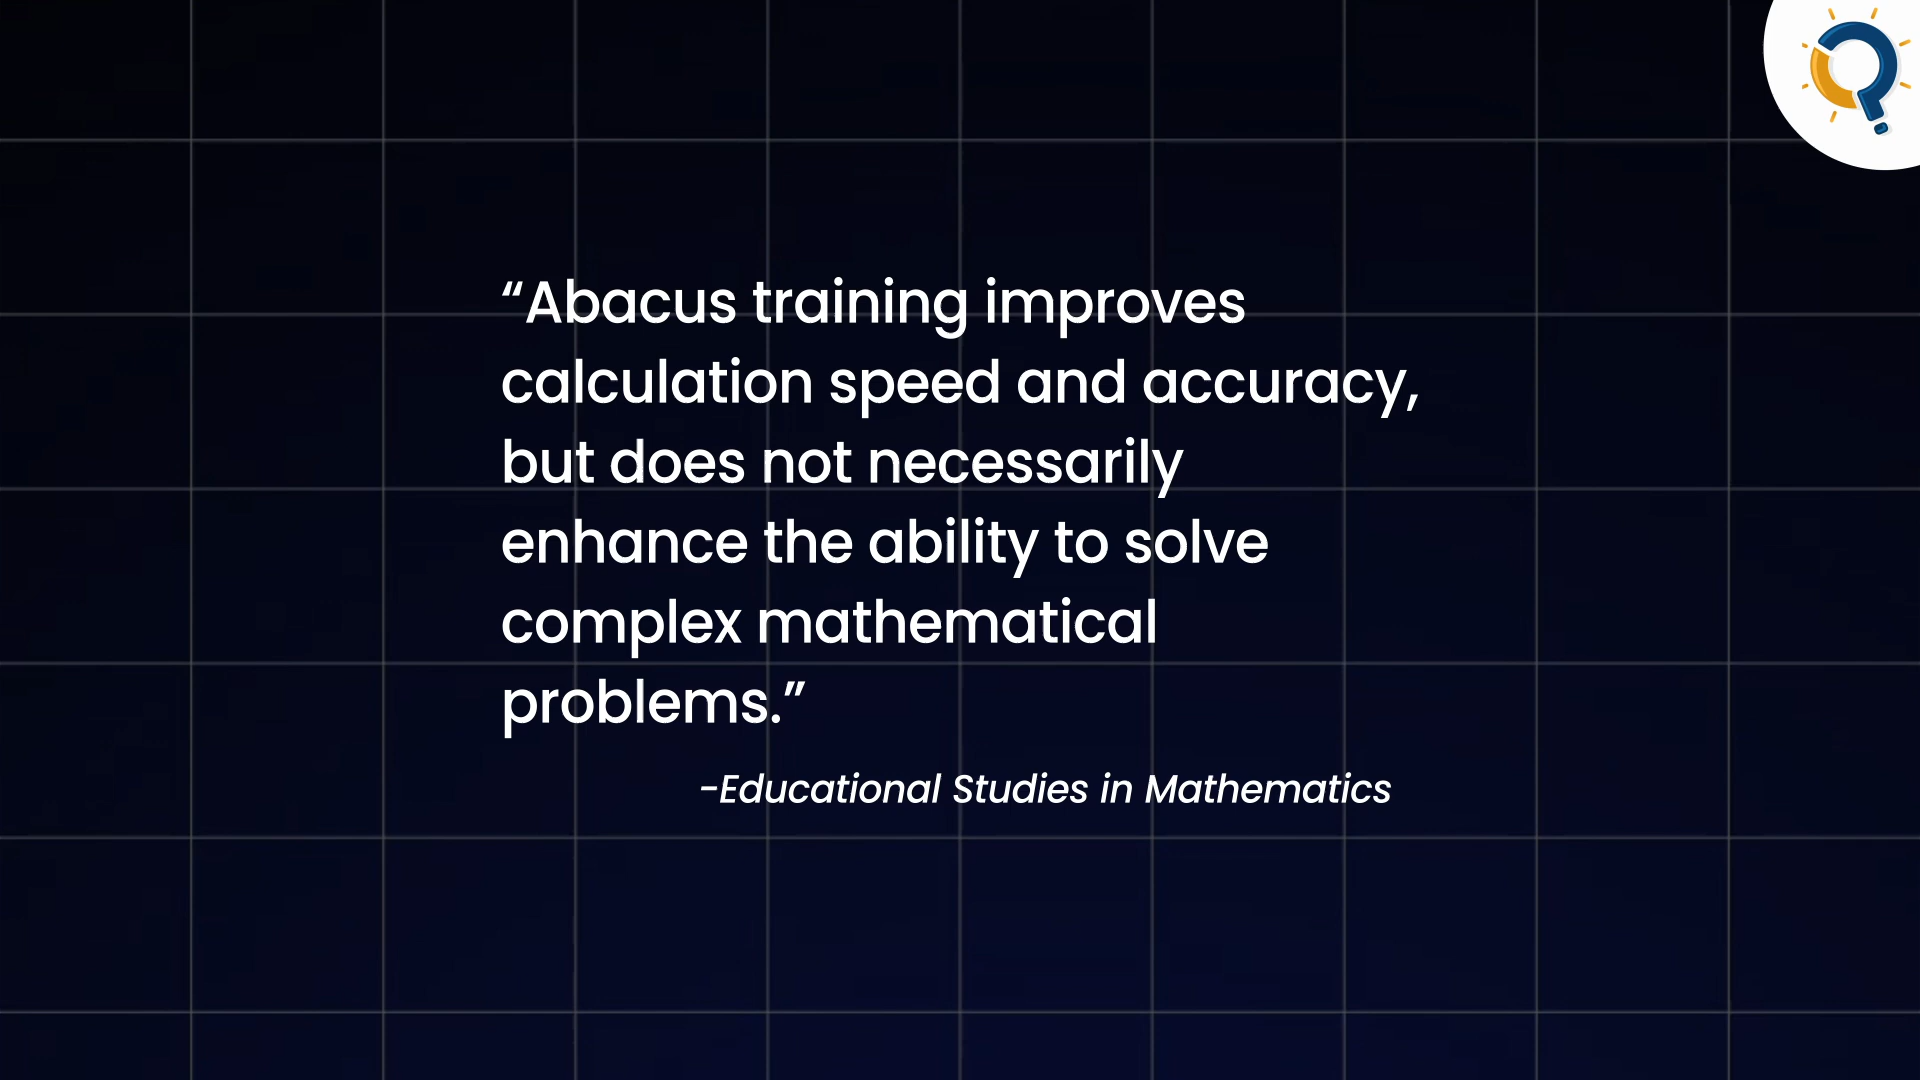 “Abacus training improves
calculation speed and accuracy,
but does not necessarily
enhance the ability to solve
complex mathematical
problems.”
-Educational Studies in Mathematics